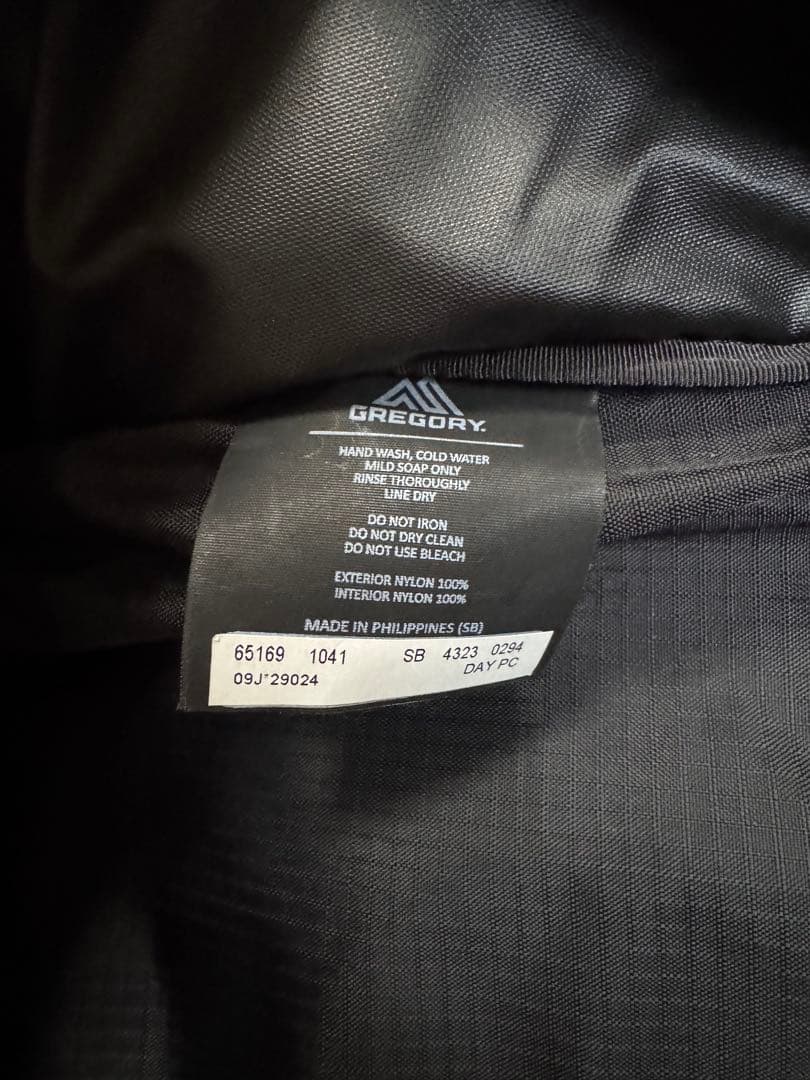 GREGORY.
HAND WASH, COLD WATER
MILD SOAP ONLY
RINSE THOROUGHLY
LINE DRY
DO NOT IRON
DO NOT DRY CLEAN
DO NOT USE BLEACH
EXTERIOR NYLON 100%
INTERIOR NYLON 100%
MADE IN PHILIPPINES (SB)
65169 1041 SB 4323 0294
09J*29024 DAY PC